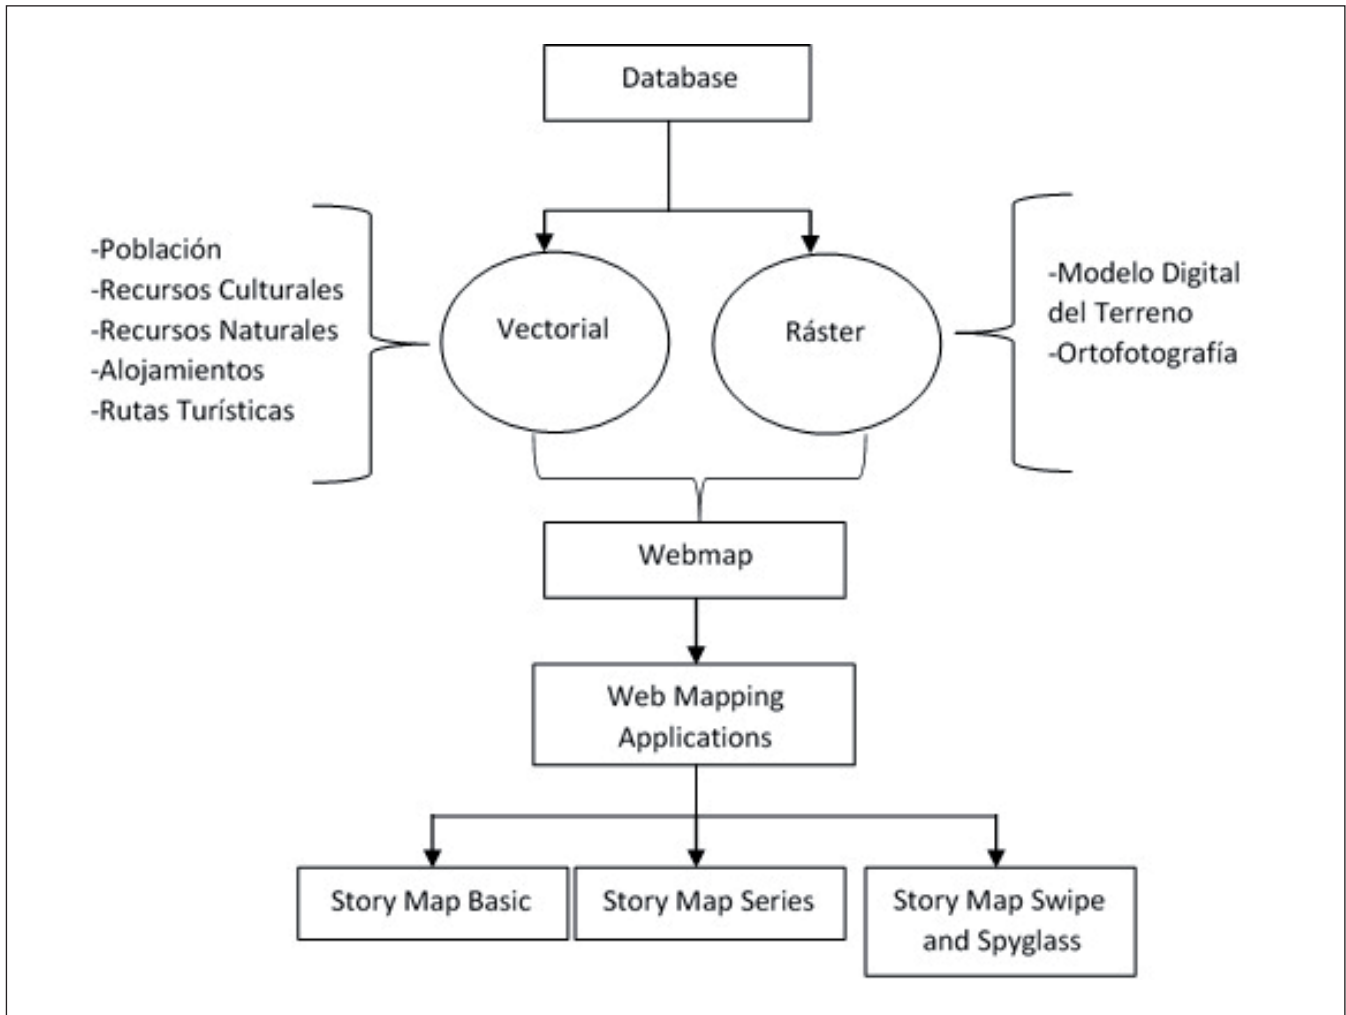 Database
-Población
-Recursos Culturales
-Recursos Naturales
-Alojamientos
-Rutas Turísticas
Vectorial
Ráster
-Modelo Digital
del Terreno
-Ortofotografía
Webmap
Web Mapping
Applications
Story Map Basic
Story Map Series
Story Map Swipe
and Spyglass